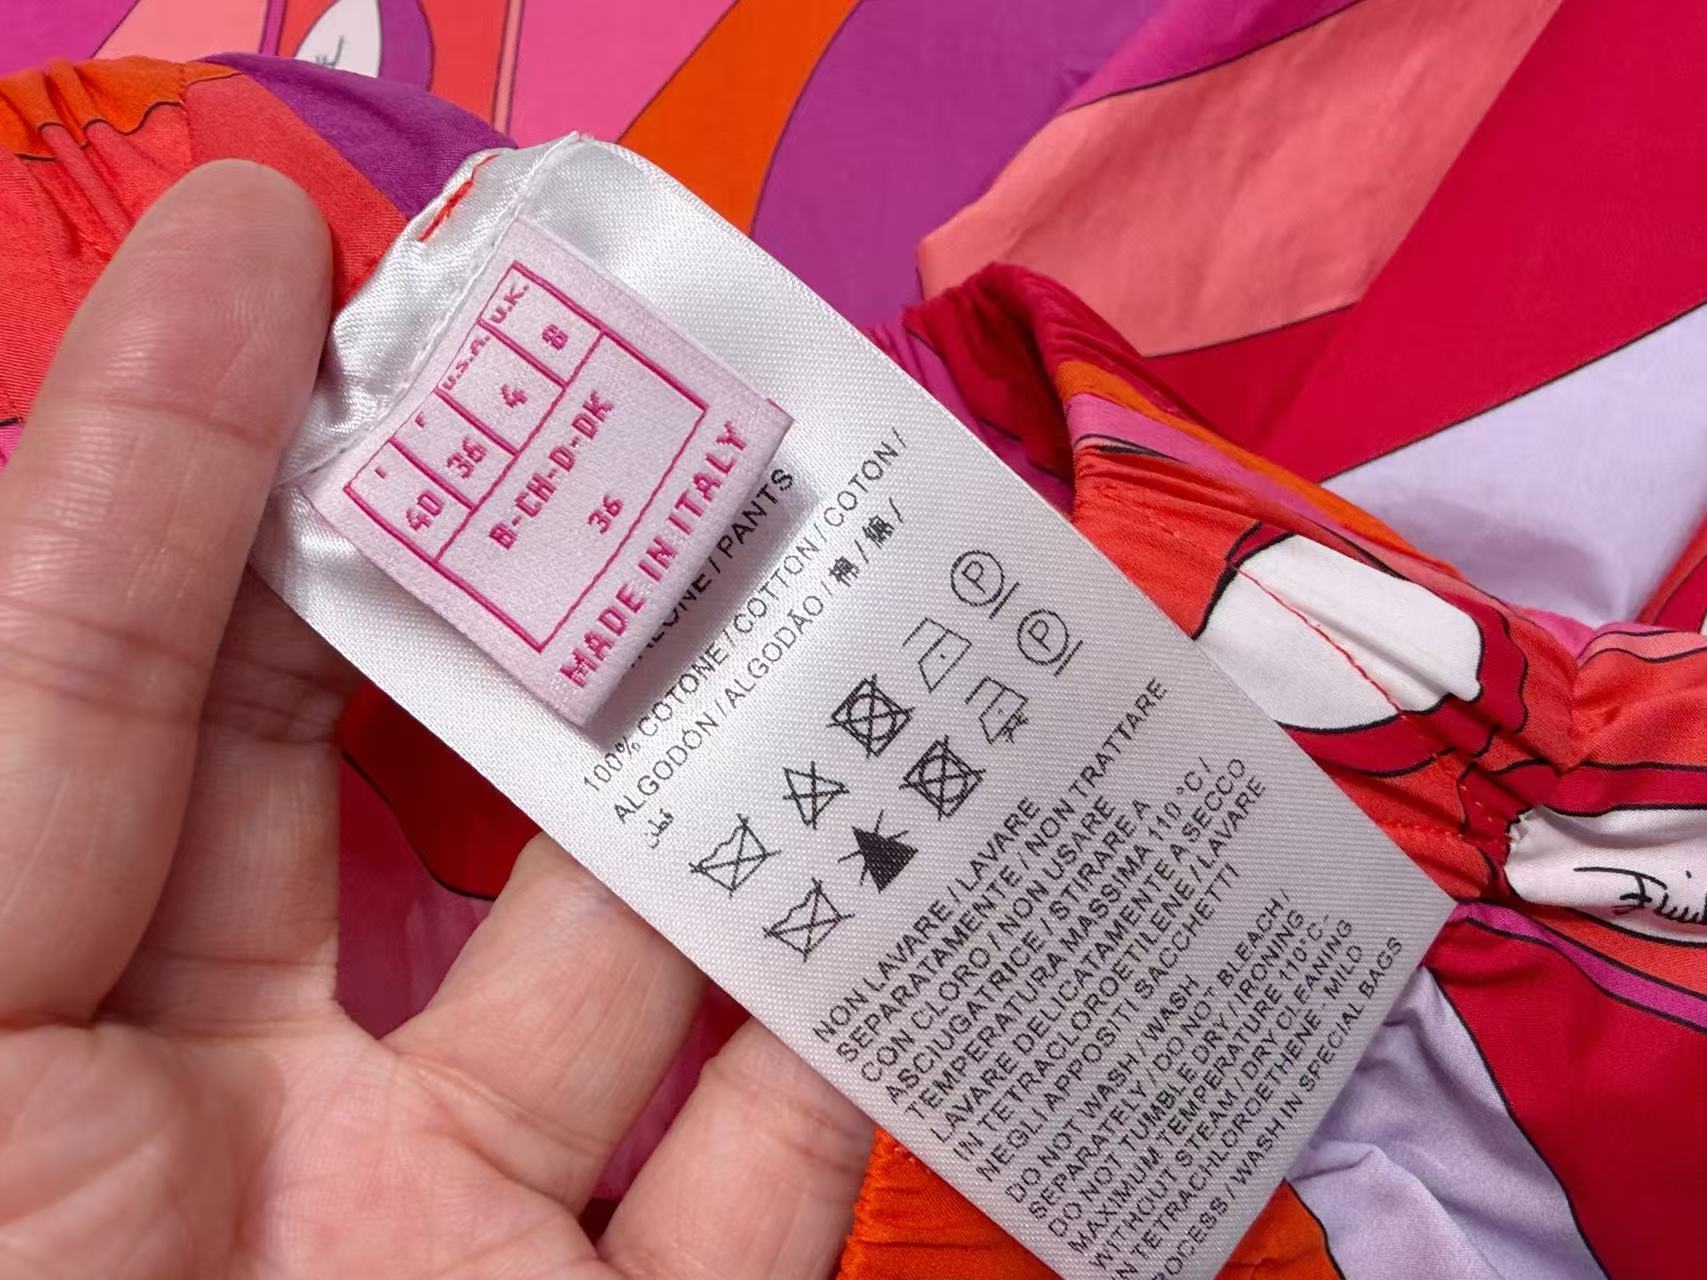 I F U.S.A. U.K.
40 36 4 8
B-CH-D-DK
36
MADE IN ITALY
/ PANTS
100% COTONE / COTTON / COTON /
ALGODÓN / ALGODÃO / 棉 / 綿 /
قطن
P
P
NON LAVARE / LAVARE
SEPARATAMENTE / NON TRATTARE
CON CLORO / NON USARE
ASCIUGATRICE / STIRARE A
TEMPERATURA MASSIMA 110 °C /
LAVARE DELICATAMENTE A SECCO
IN TETRACLOROETILENE / LAVARE
NEGLI APPOSITI SACCHETTI
DO NOT WASH / WASH
SEPARATELY / DO NOT BLEACH /
DO NOT TUMBLE DRY / IRONING
MAXIMUM TEMPERATURE 110°C -
WITHOUT STEAM / DRY CLEANING
IN TETRACHLOROETHENE - MILD
PROCESS / WASH IN SPECIAL BAGS